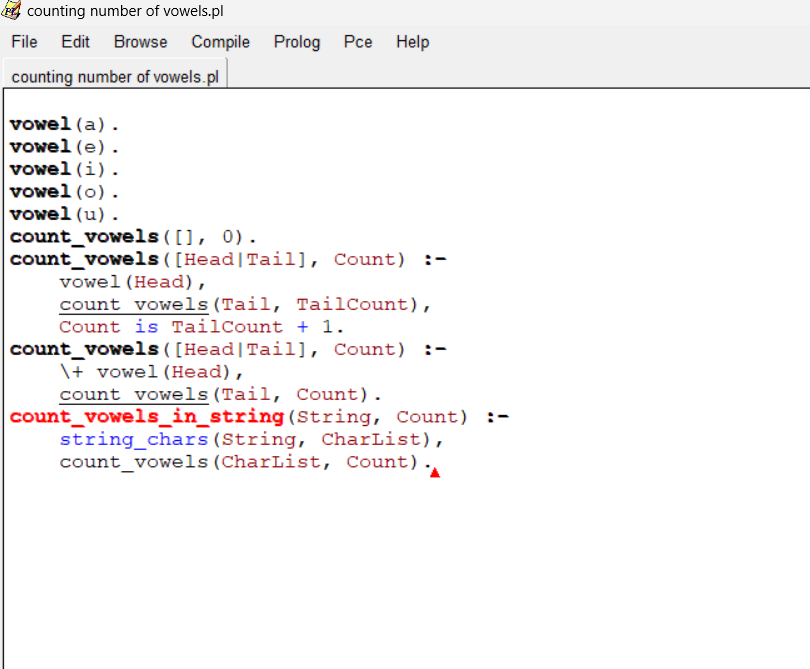 counting number of vowels.pl
File Edit Browse Compile Prolog Pce Help
counting number of vowels.pl
vowel(a).
vowel(e).
vowel(i).
vowel(o).
vowel(u).
count_vowels([], 0).
count_vowels([Head|Tail], Count) :-
    vowel(Head),
    count_vowels(Tail, TailCount),
    Count is TailCount + 1.
count_vowels([Head|Tail], Count) :-
    \+ vowel(Head),
    count_vowels(Tail, Count).
count_vowels_in_string(String, Count) :-
    string_chars(String, CharList),
    count_vowels(CharList, Count).